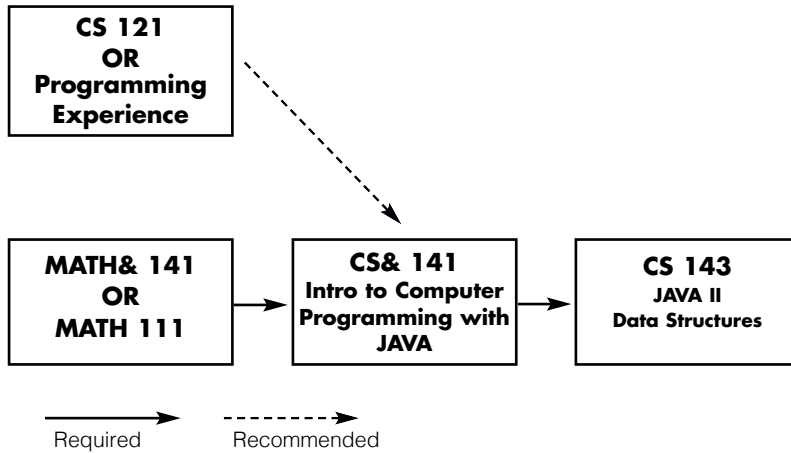 CS 121
OR
Programming
Experience
MATH& 141
OR
MATH 111
CS& 141
Intro to Computer
Programming with
JAVA
CS 143
JAVA II
Data Structures
Required
Recommended